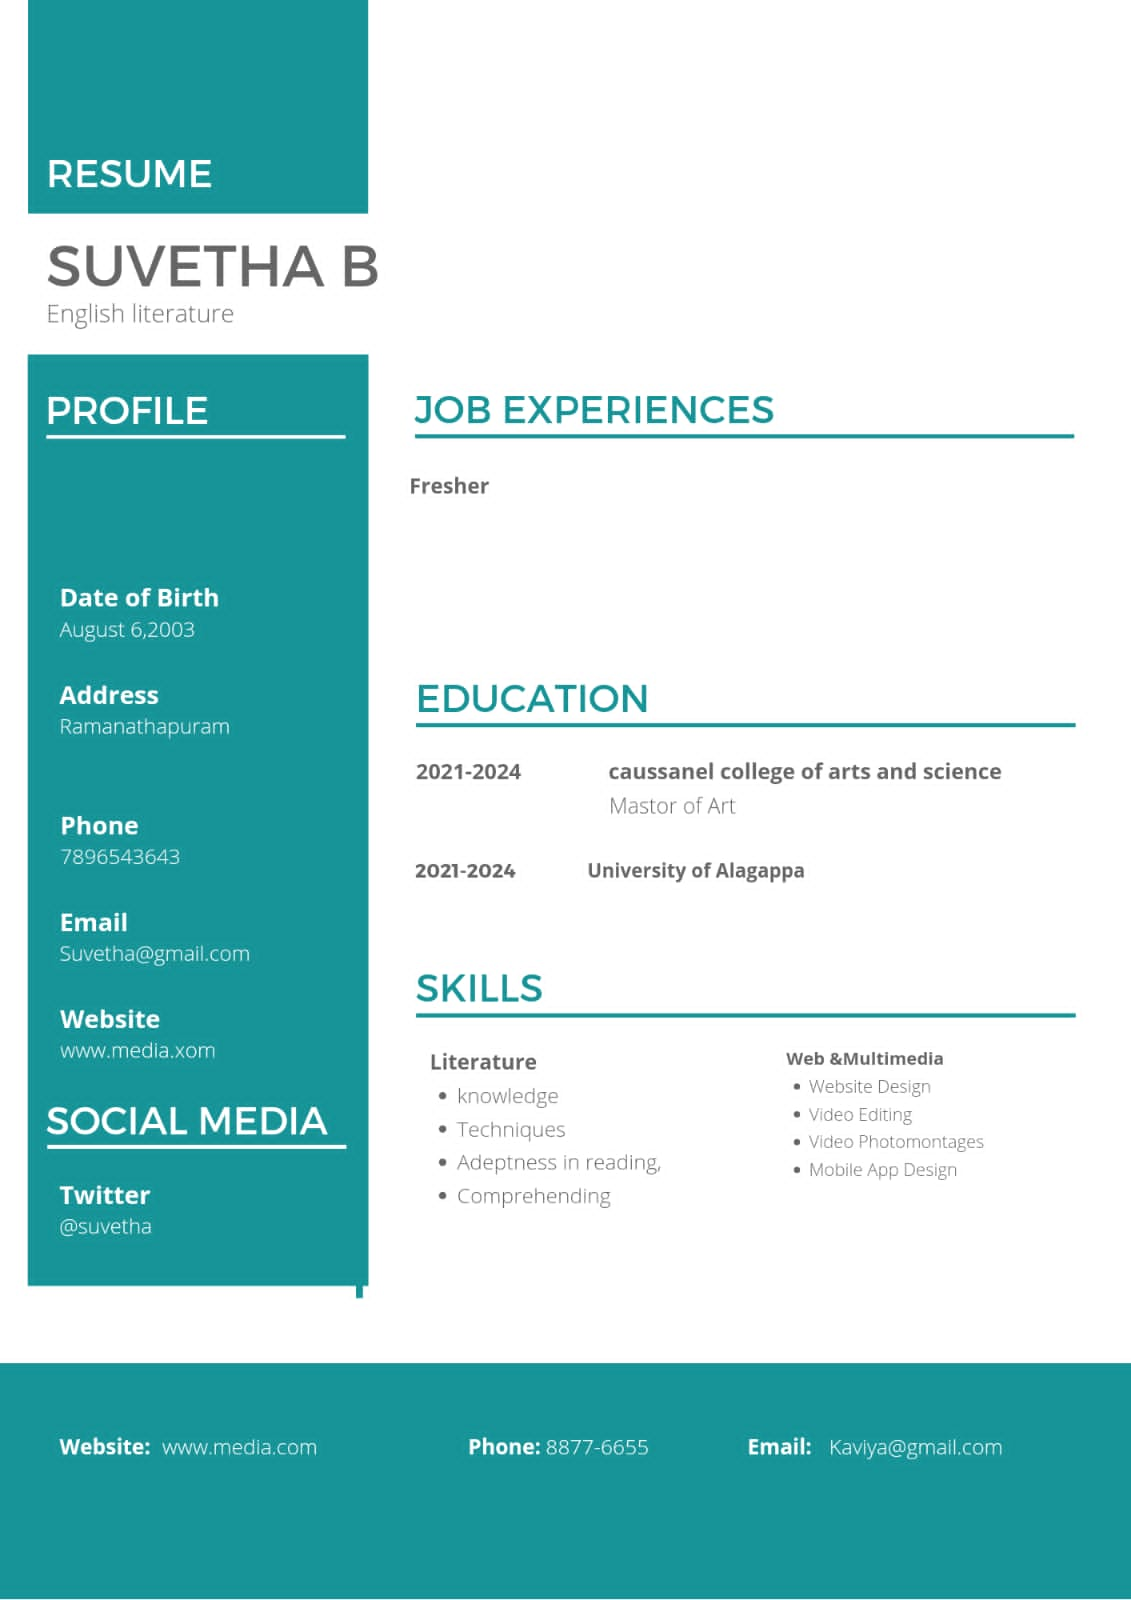 RESUME
SUVETHA B
English literature
PROFILE
Date of Birth
August 6,2003
Address
Ramanathapuram
Phone
7896543643
Email
Suvetha@gmail.com
Website
www.media.xom
SOCIAL MEDIA
Twitter
@suvetha
JOB EXPERIENCES
Fresher
EDUCATION
2021-2024 caussanel college of arts and science
Mastor of Art
2021-2024 University of Alagappa
SKILLS
Literature
• knowledge
• Techniques
• Adeptness in reading,
• Comprehending
Web &Multimedia
• Website Design
• Video Editing
• Video Photomontages
• Mobile App Design
Website: www.media.com Phone: 8877-6655 Email: Kaviya@gmail.com